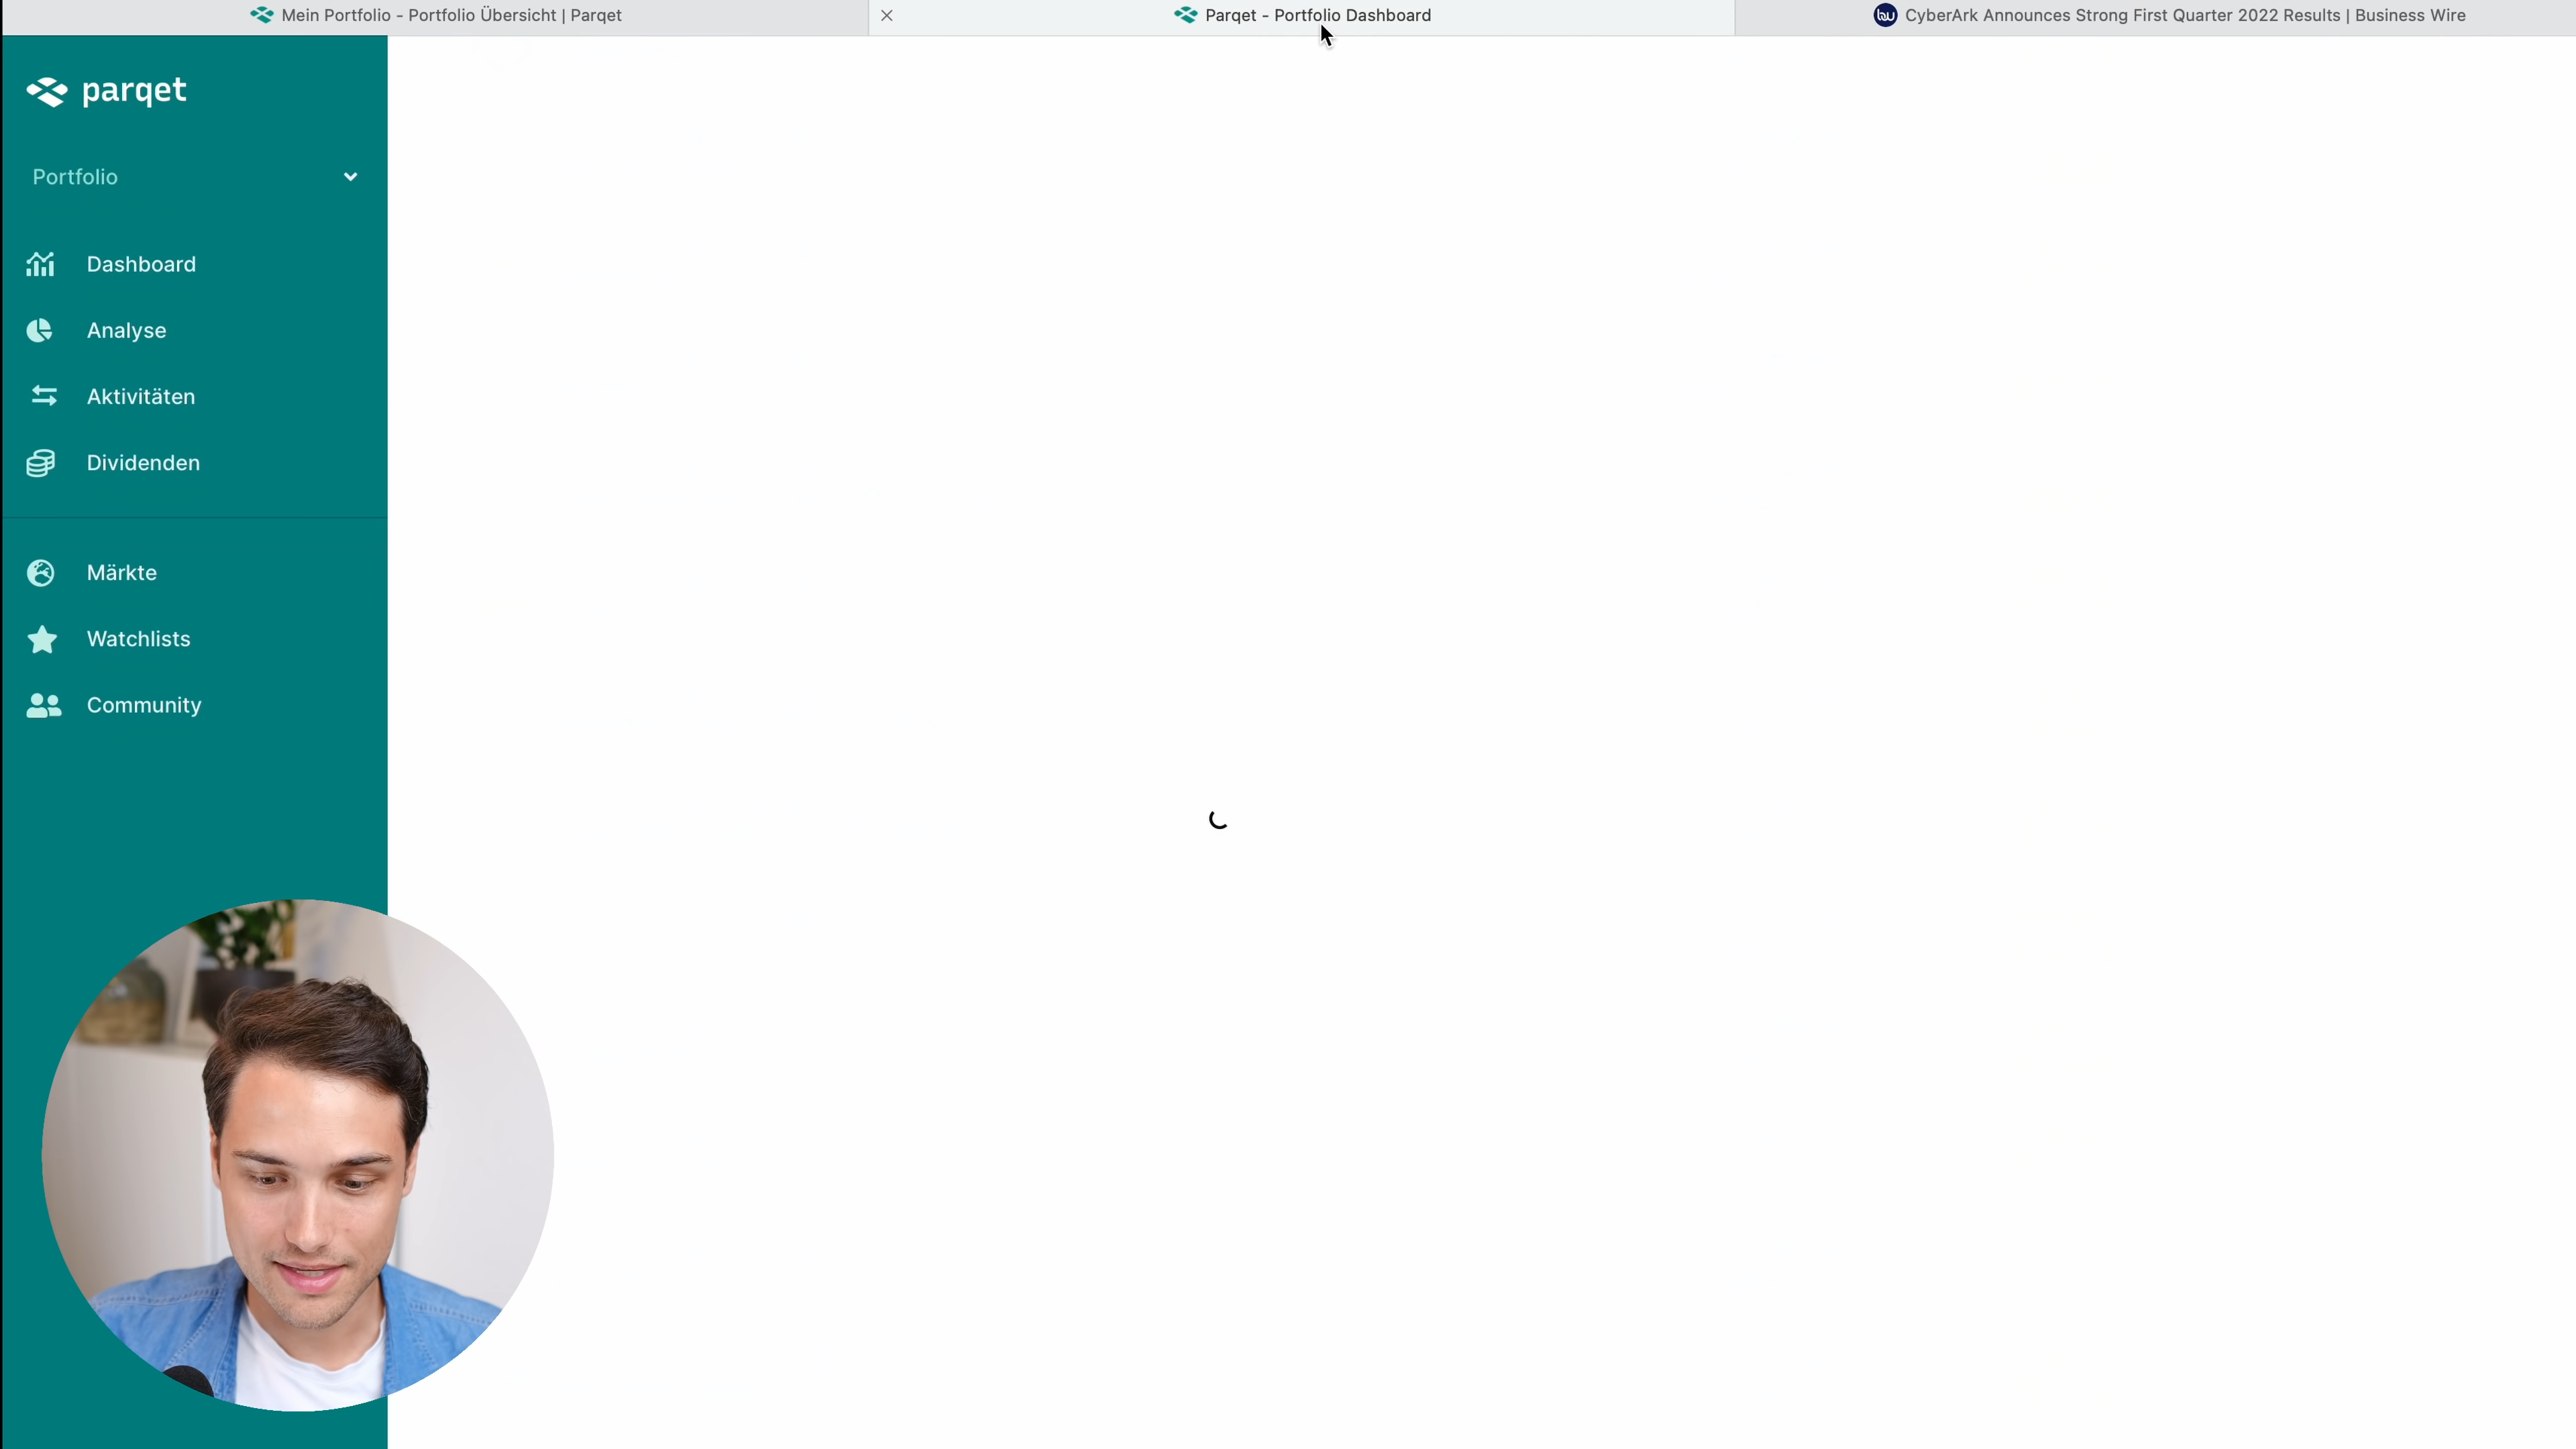 Mein Portfolio - Portfolio Übersicht | Parqet
Parqet - Portfolio Dashboard
CyberArk Announces Strong First Quarter 2022 Results | Business Wire
parqet
Portfolio
Dashboard
Analyse
Aktivitäten
Dividenden
Märkte
Watchlists
Community